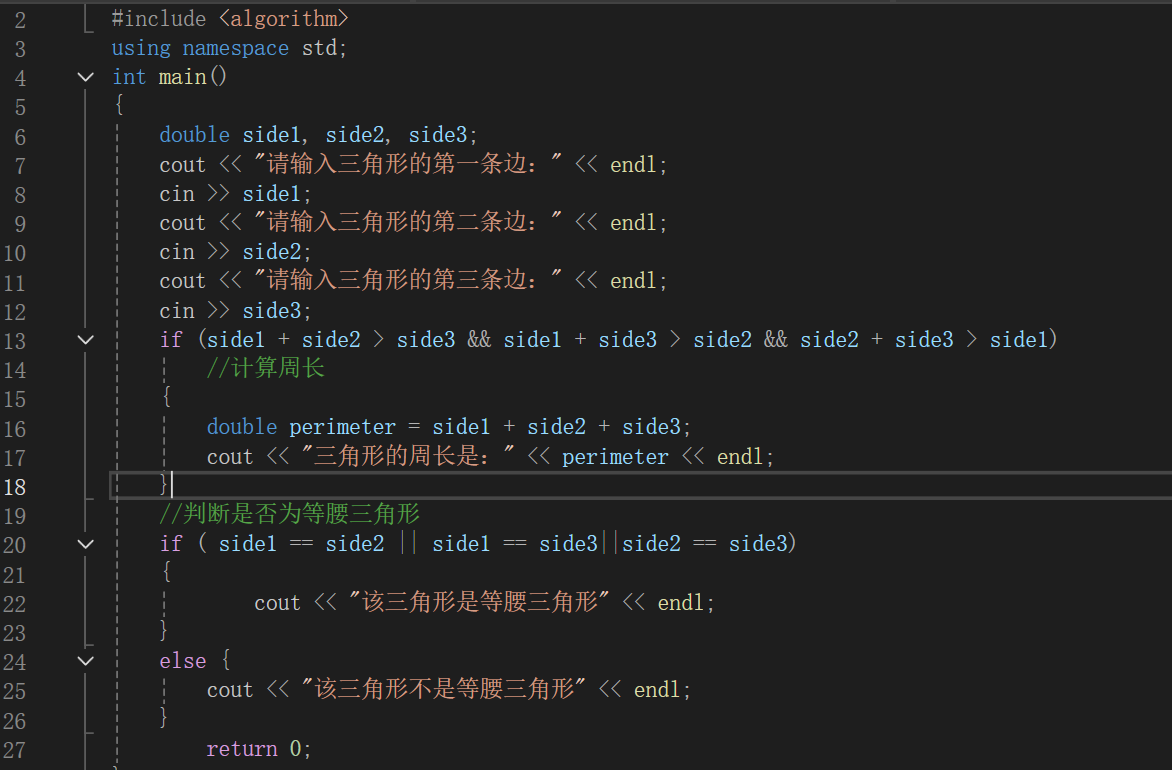 2 #include <algorithm>
3 using namespace std;
4 int main()
5 {
6 double side1, side2, side3;
7 cout << "请输入三角形的第一条边：" << endl;
8 cin >> side1;
9 cout << "请输入三角形的第二条边：" << endl;
10 cin >> side2;
11 cout << "请输入三角形的第三条边：" << endl;
12 cin >> side3;
13 if (side1 + side2 > side3 && side1 + side3 > side2 && side2 + side3 > side1)
14 //计算周长
15 {
16 double perimeter = side1 + side2 + side3;
17 cout << "三角形的周长是：" << perimeter << endl;
18 }
19 //判断是否为等腰三角形
20 if ( side1 == side2 || side1 == side3||side2 == side3)
21 {
22 cout << "该三角形是等腰三角形" << endl;
23 }
24 else {
25 cout << "该三角形不是等腰三角形" << endl;
26 }
27 return 0;